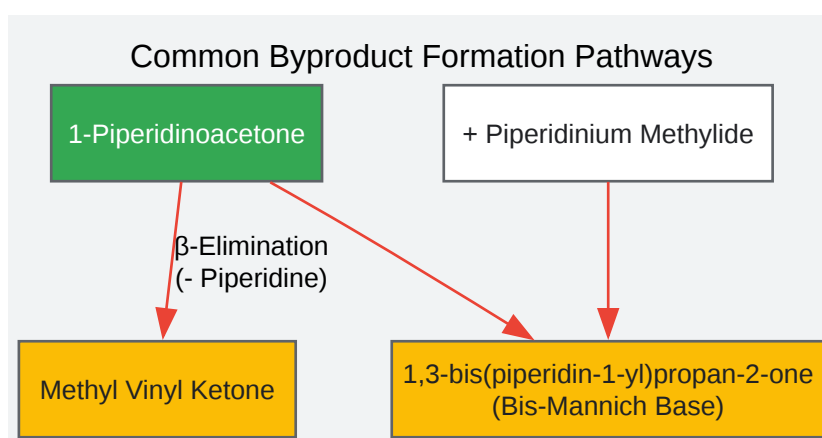 Common Byproduct Formation Pathways
1-Piperidinoacetone
+ Piperidinium Methylide
β-Elimination
(- Piperidine)
Methyl Vinyl Ketone
1,3-bis(piperidin-1-yl)propan-2-one
(Bis-Mannich Base)